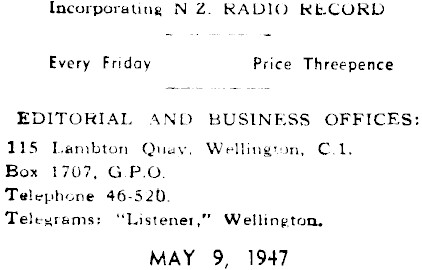 Incorporating N.Z. RADIO RECORD
Every Friday Price Threepence
EDITORIAL AND BUSINESS OFFICES:
115 Lambton Quay, Wellington, C.1.
Box 1707, G.P.O.
Telephone 46-520.
Telegrams: "Listener," Wellington.
MAY 9, 1947